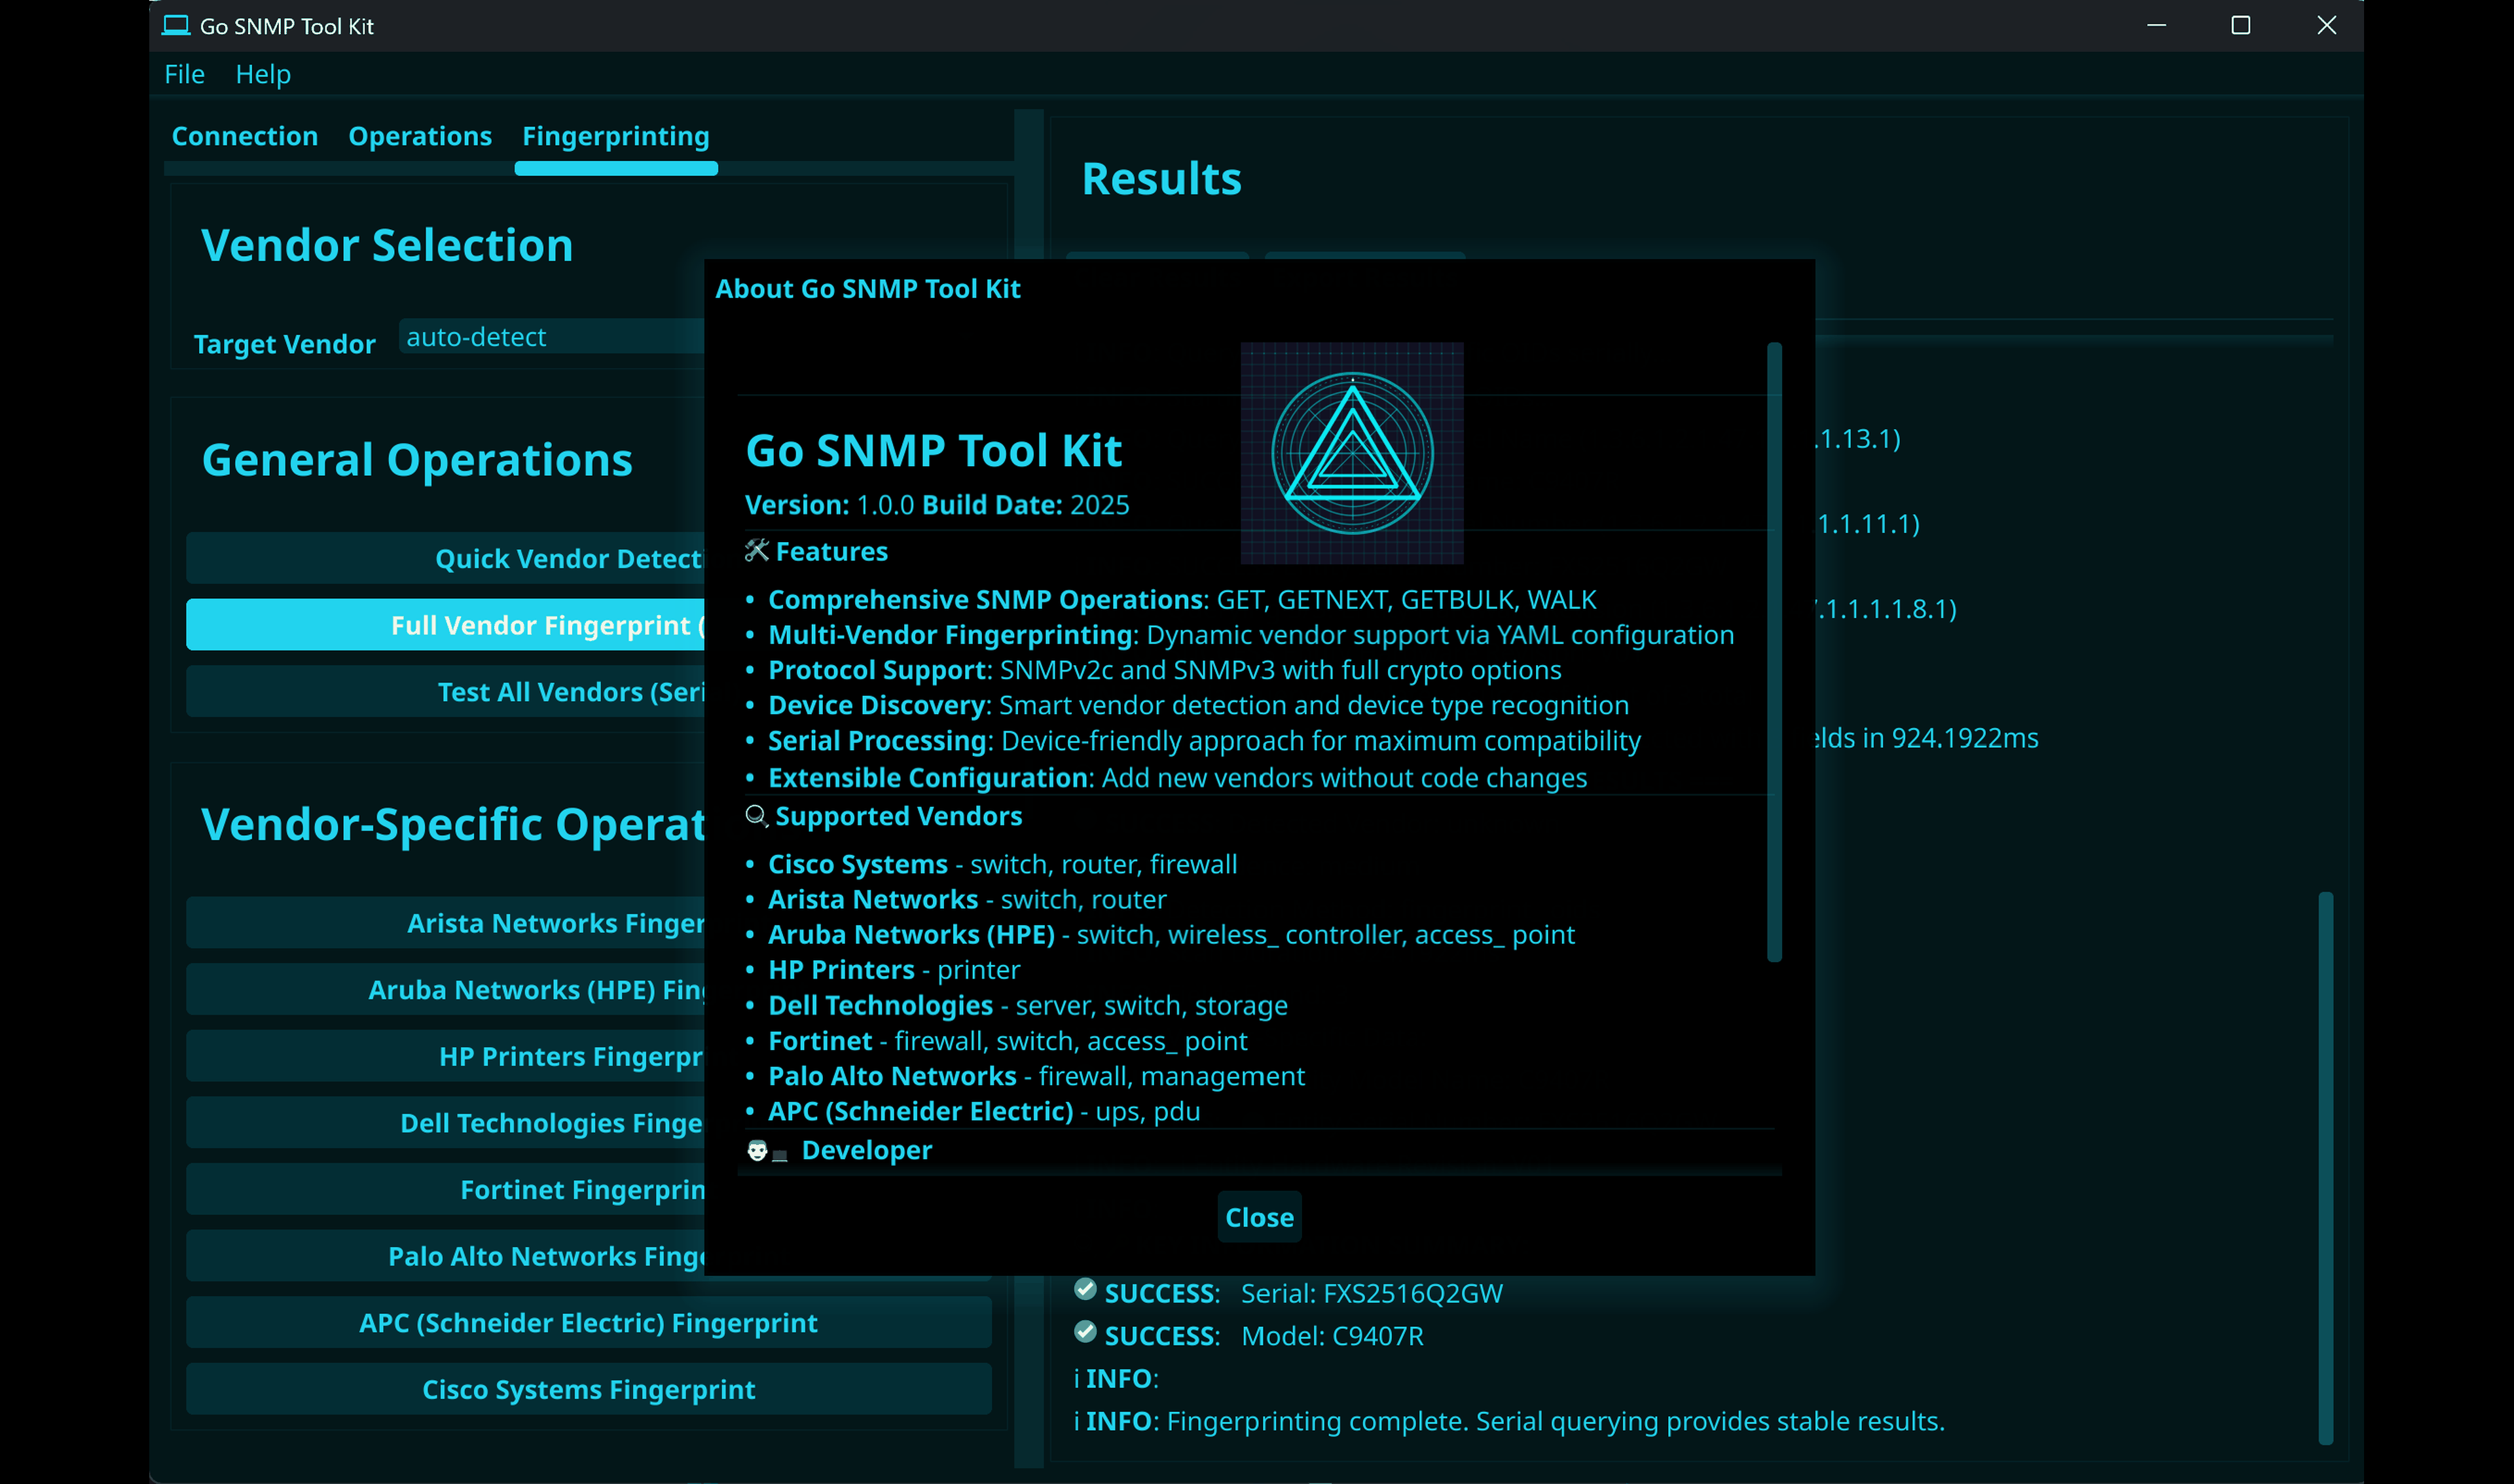 Go SNMP Tool Kit
File Help
Connection Operations Fingerprinting
Vendor Selection
Target Vendor auto-detect
General Operations
Quick Vendor
Full Vendor Fingerprint
Test All Vendors
Vendor-Specific
Arista Networks
Aruba Networks (HPE)
HP Printers
Dell Technologies
Fortinet
Palo Alto Networks
APC (Schneider Electric) Fingerprint
Cisco Systems Fingerprint
About Go SNMP Tool Kit
Go SNMP Tool Kit
Version: 1.0.0 Build Date: 2025
🛠 Features
• Comprehensive SNMP Operations: GET, GETNEXT, GETBULK, WALK
• Multi-Vendor Fingerprinting: Dynamic vendor support via YAML configuration
• Protocol Support: SNMPv2c and SNMPv3 with full crypto options
• Device Discovery: Smart vendor detection and device type recognition
• Serial Processing: Device-friendly approach for maximum compatibility
• Extensible Configuration: Add new vendors without code changes
🔍 Supported Vendors
• Cisco Systems - switch, router, firewall
• Arista Networks - switch, router
• Aruba Networks (HPE) - switch, wireless_ controller, access_ point
• HP Printers - printer
• Dell Technologies - server, switch, storage
• Fortinet - firewall, switch, access_ point
• Palo Alto Networks - firewall, management
• APC (Schneider Electric) - ups, pdu
Developer
Close
Results
.1.13.1)
1.1.11.1)
.1.1.1.1.8.1)
in 924.1922ms
SUCCESS: Serial: FXS2516Q2GW
SUCCESS: Model: C9407R
i INFO:
i INFO: Fingerprinting complete. Serial querying provides stable results.